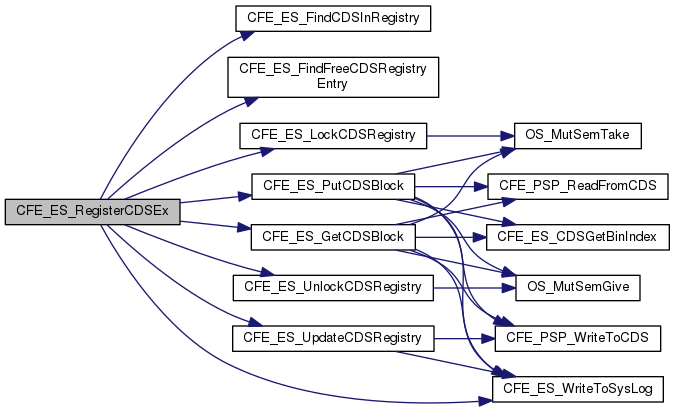 CFE_ES_FindCDSInRegistry
CFE_ES_FindFreeCDSRegistry
Entry
CFE_ES_LockCDSRegistry
OS_MutSemTake
CFE_ES_PutCDSBlock
CFE_PSP_ReadFromCDS
CFE_ES_RegisterCDSEx
CFE_ES_GetCDSBlock
CFE_ES_CDSGetBinIndex
CFE_ES_UnlockCDSRegistry
OS_MutSemGive
CFE_ES_UpdateCDSRegistry
CFE_PSP_WriteToCDS
CFE_ES_WriteToSysLog